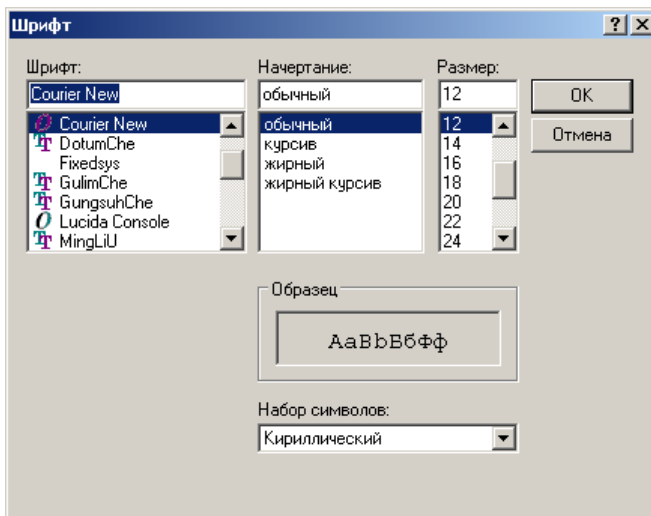 Шрифт
Шрифт: Начертание: Размер:
Courier New обычный 12 OK
Courier New обычный 12 Отмена
DotumChe курсив 14
Fixedsys жирный 16
GulimChe жирный курсив 18
GungsuhChe 20
Lucida Console 22
MingLiU 24
Образец
АаВbБбФф
Набор символов:
Кириллический